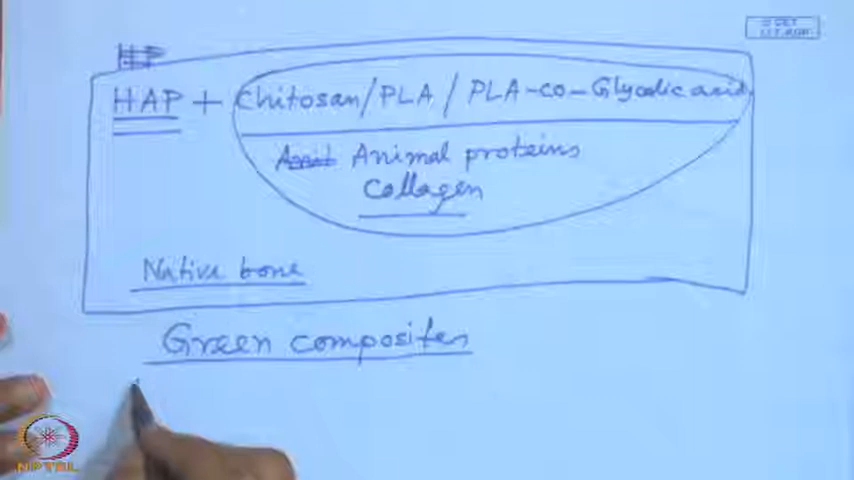 HAP + Chitosan/PLA / PLA-co-Glycolic acid
Animal proteins
Collagen
Native bone
Green composites
NPTEL